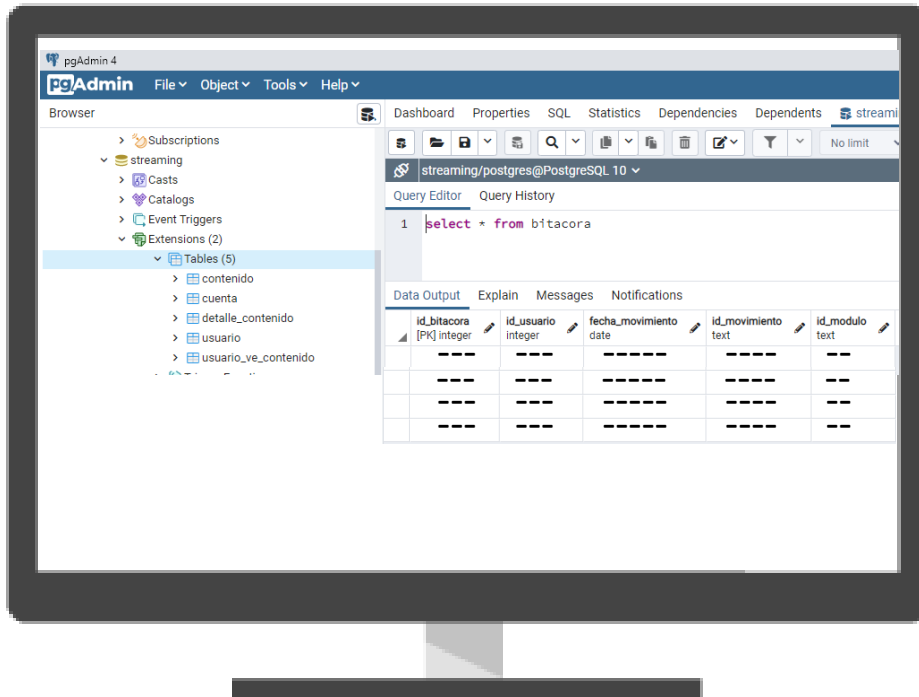 pgAdmin 4
pgAdmin File Object Tools Help
Browser
Dashboard Properties SQL Statistics Dependencies Dependents streami
Subscriptions
streaming
Casts
Catalogs
Event Triggers
Extensions (2)
Tables (5)
contenido
cuenta
detalle_contenido
usuario
usuario_ve_contenido
No limit
streaming/postgres@PostgreSQL 10
Query Editor Query History
1 select * from bitacora
Data Output Explain Messages Notifications
id_bitacora id_usuario fecha_movimiento id_movimiento id_modulo
[PK] integer integer date text text
--- --- ----- ---- --
--- --- ----- ---- --
--- --- ----- ---- --
--- --- ----- ---- --